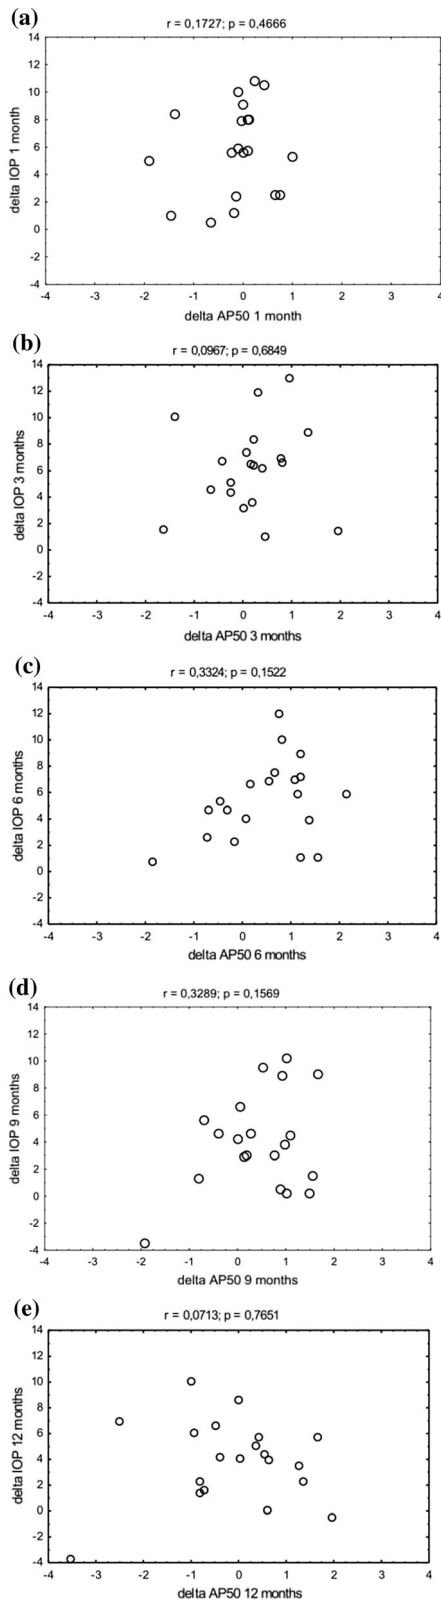 (a)
r = 0,1727; p = 0,4666
14
12
10
8
6
4
2
0
-2
-4
delta IOP 1 month
-4 -3 -2 -1 0 1 2 3 4
delta AP50 1 month
(b)
r = 0,0967; p = 0,6849
14
12
10
8
6
4
2
0
-2
-4
delta IOP 3 months
-4 -3 -2 -1 0 1 2 3 4
delta AP50 3 months
(c)
r = 0,3324; p = 0,1522
14
12
10
8
6
4
2
0
-2
-4
delta IOP 6 months
-4 -3 -2 -1 0 1 2 3 4
delta AP50 6 months
(d)
r = 0,3289; p = 0,1569
14
12
10
8
6
4
2
0
-2
-4
delta IOP 9 months
-4 -3 -2 -1 0 1 2 3 4
delta AP50 9 months
(e)
r = 0,0713; p = 0,7651
14
12
10
8
6
4
2
0
-2
-4
delta IOP 12 months
-4 -3 -2 -1 0 1 2 3 4
delta AP50 12 months